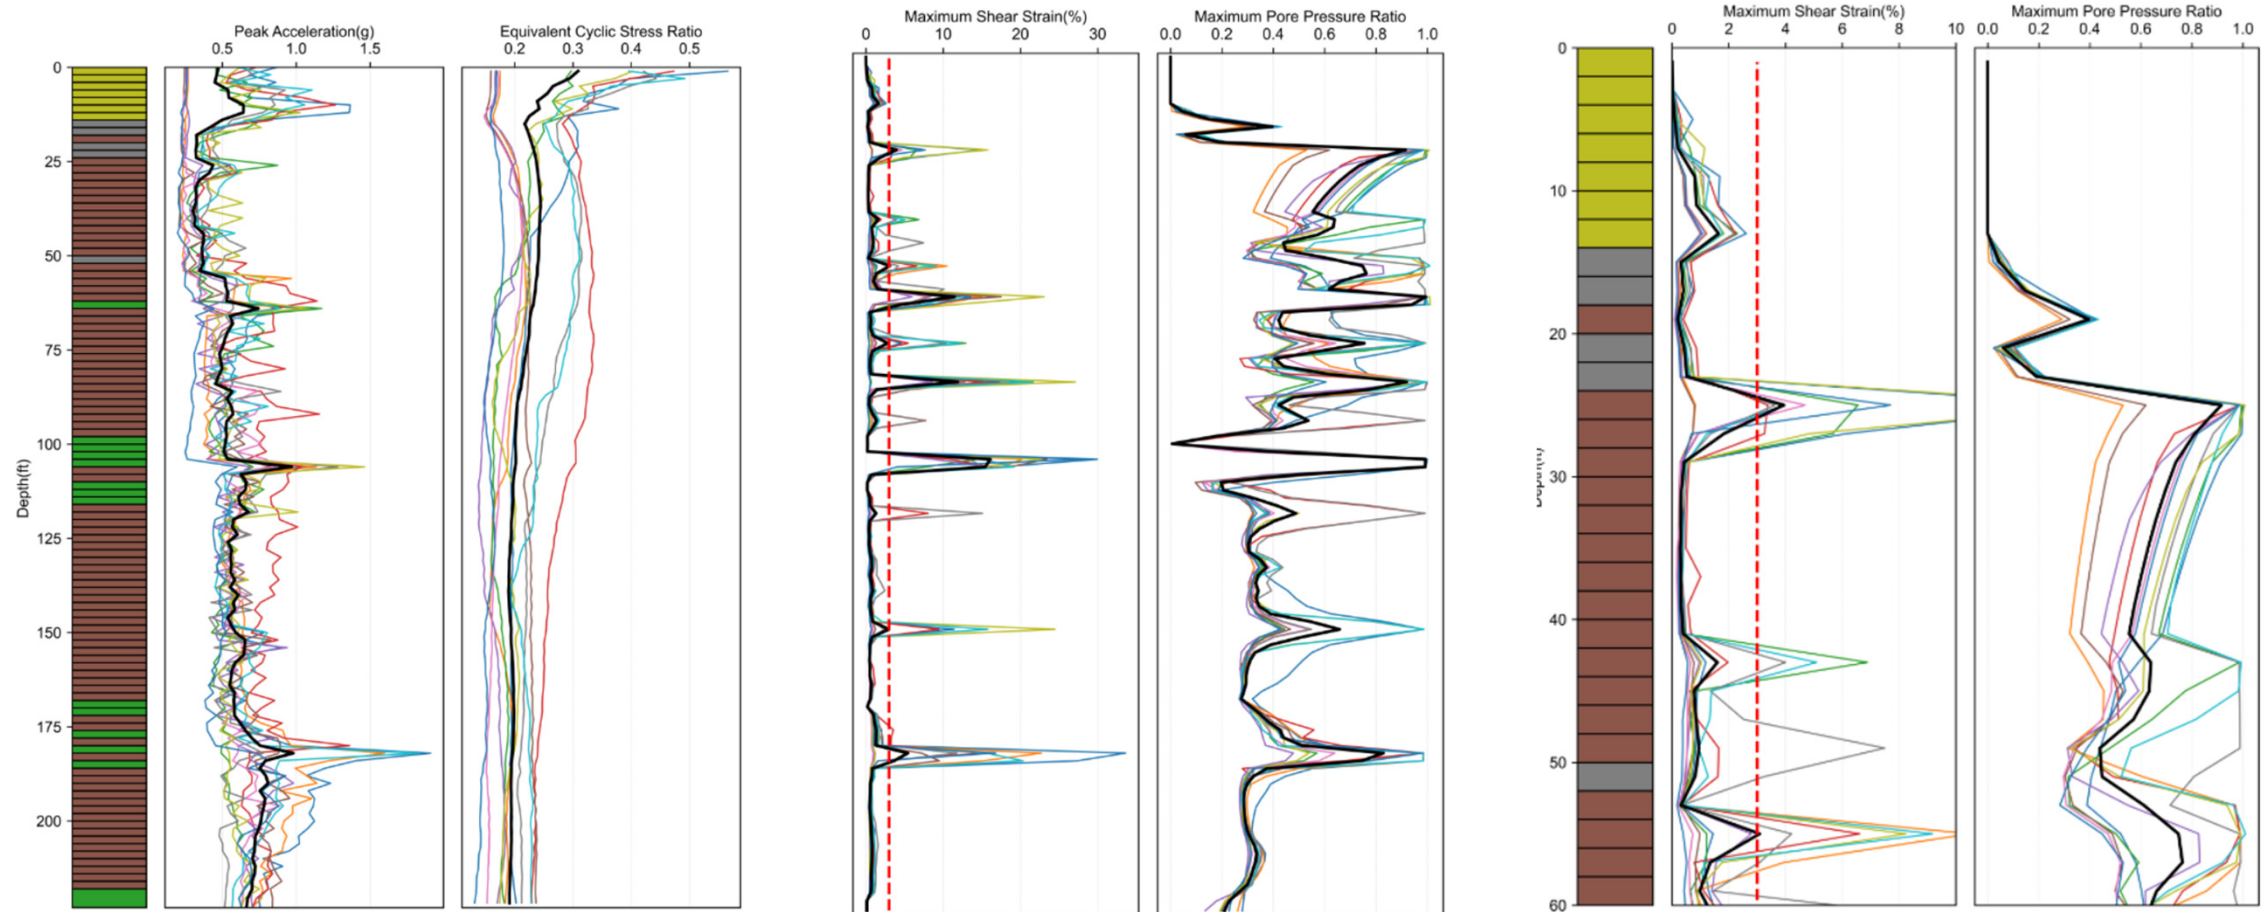 Peak Acceleration(g)
0.5 1.0 1.5
Equivalent Cyclic Stress Ratio
0.2 0.3 0.4 0.5
Maximum Shear Strain(%)
0 10 20 30
Maximum Pore Pressure Ratio
0.0 0.2 0.4 0.6 0.8 1.0
Maximum Shear Strain(%)
0 2 4 6 8 10
Maximum Pore Pressure Ratio
0.0 0.2 0.4 0.6 0.8 1.0
Depth(ft)
0
25
50
75
100
125
150
175
200
0
10
20
30
40
50
60